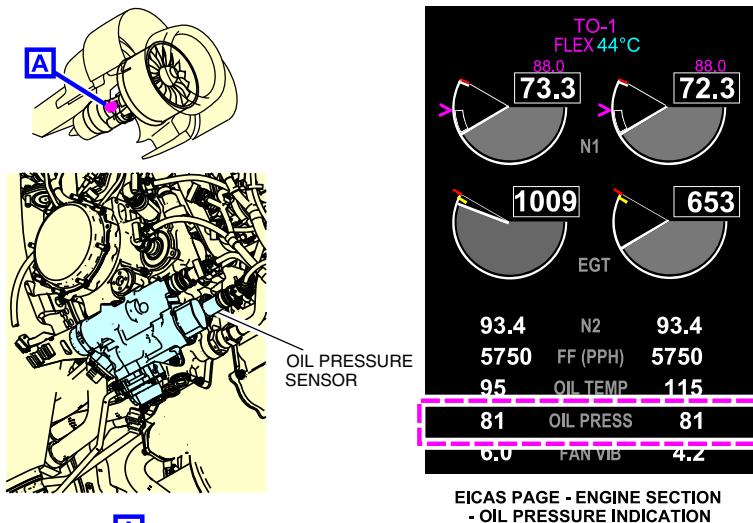 A
OIL PRESSURE
SENSOR
A
TO-1
FLEX 44°C
88.0 88.0
73.3 72.3
N1
1009 653
EGT
93.4 N2 93.4
5750 FF (PPH) 5750
95 OIL TEMP 115
81 OIL PRESS 81
6.0 FAN VIB 4.2
EICAS PAGE - ENGINE SECTION
- OIL PRESSURE INDICATION